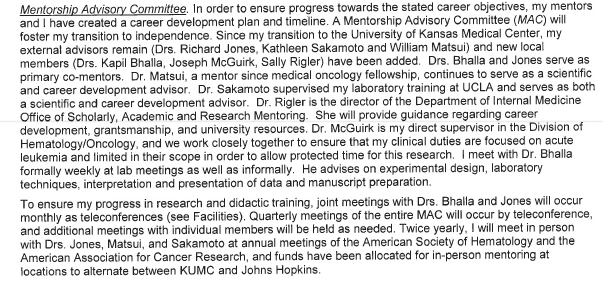 Mentorship Advisory Committee. In order to ensure progress towards the stated career objectives, my mentors
and I have created a career development plan and timeline. A Mentorship Advisory Committee (MAC) will
foster my transition to independence. Since my transition to the University of Kansas Medical Center, my
external advisors remain (Drs. Richard Jones, Kathleen Sakamoto and William Matsui) and new local
members (Drs. Kapil Bhalla, Joseph McGuirk, Sally Rigler) have been added. Drs. Bhalla and Jones serve as
primary co-mentors. Dr. Matsui, a mentor since medical oncology fellowship, continues to serve as a scientific
and career development advisor. Dr. Sakamoto supervised my laboratory training at UCLA and serves as both
a scientific and career development advisor. Dr. Rigler is the director of the Department of Internal Medicine
Office of Scholarly, Academic and Research Mentoring. She will provide guidance regarding career
development, grantsmanship, and university resources. Dr. McGuirk is my direct supervisor in the Division of
Hematology/Oncology, and we work closely together to ensure that my clinical duties are focused on acute
leukemia and limited in their scope in order to allow protected time for this research. I meet with Dr. Bhalla
formally weekly at lab meetings as well as informally. He advises on experimental design, laboratory
techniques, interpretation and presentation of data and manuscript preparation.
To ensure my progress in research and didactic training, joint meetings with Drs. Bhalla and Jones will occur
monthly as teleconferences (see Facilities). Quarterly meetings of the entire MAC will occur by teleconference,
and additional meetings with individual members will be held as needed. Twice yearly, I will meet in person
with Drs. Jones, Matsui, and Sakamoto at annual meetings of the American Society of Hematology and the
American Association for Cancer Research, and funds have been allocated for in-person mentoring at
locations to alternate between KUMC and Johns Hopkins.